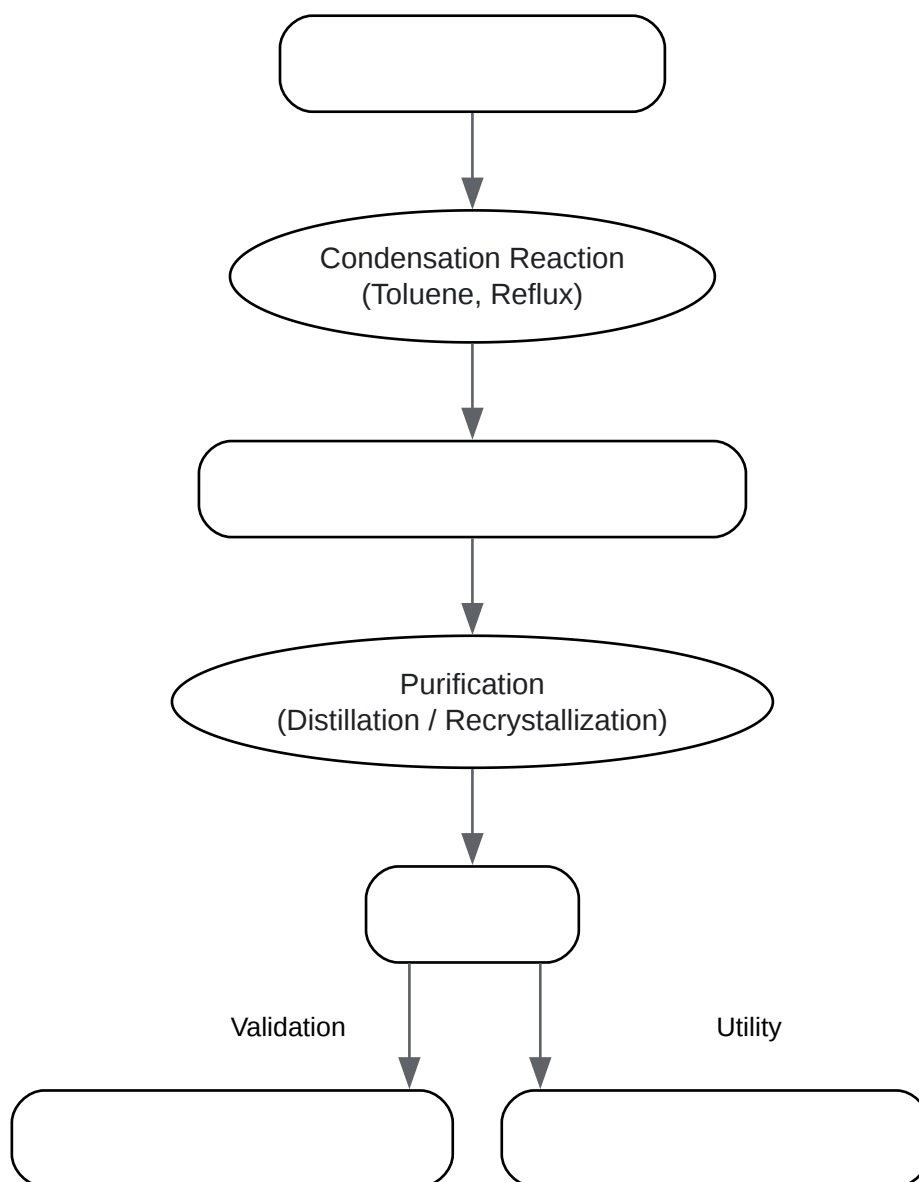 Condensation Reaction
(Toluene, Reflux)
Purification
(Distillation / Recrystallization)
Validation
Utility